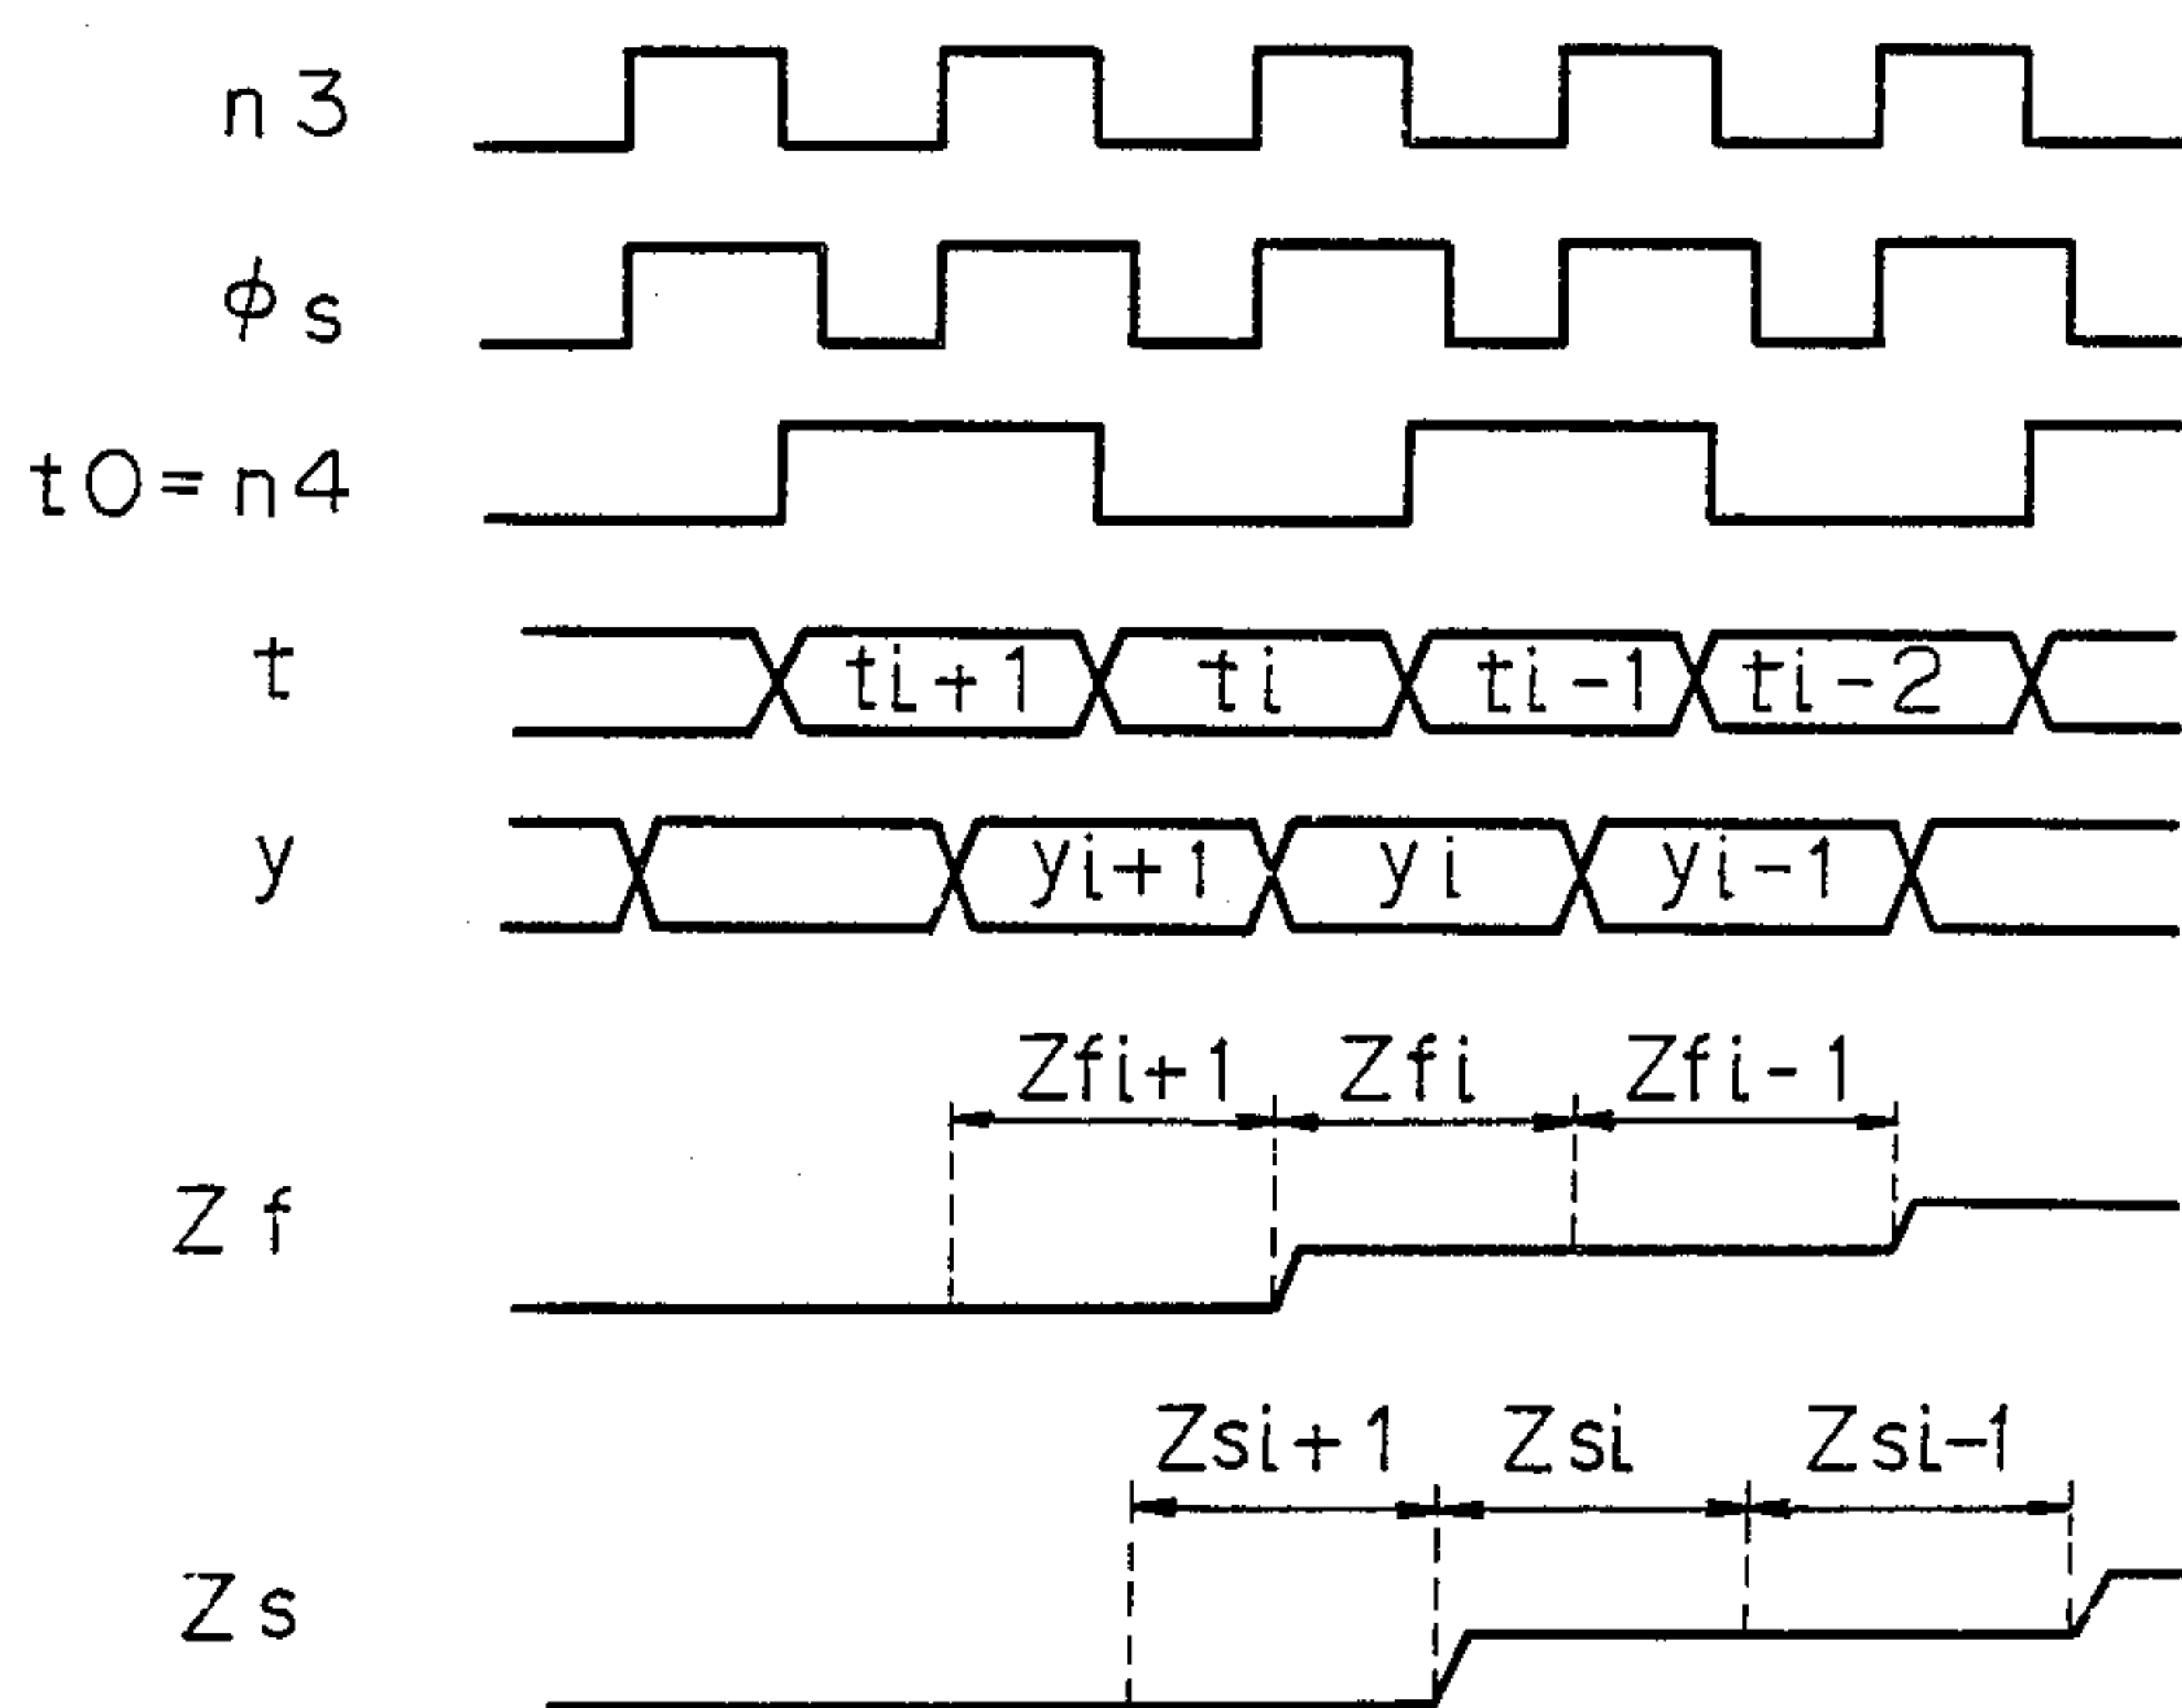 n3
ϕs
t0=n4
t ti+1 ti ti-1 ti-2
y yi+1 yi yi-1
Zfi+1 Zfi Zfi-1
Zf
Zsi+1 Zsi Zsi-1
Zs